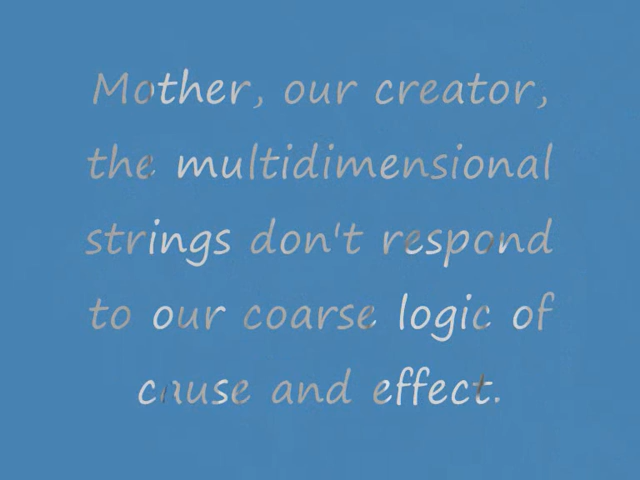 Mother, our creator,
the multidimensional
strings don't respond
to our coarse logic of
cause and effect.